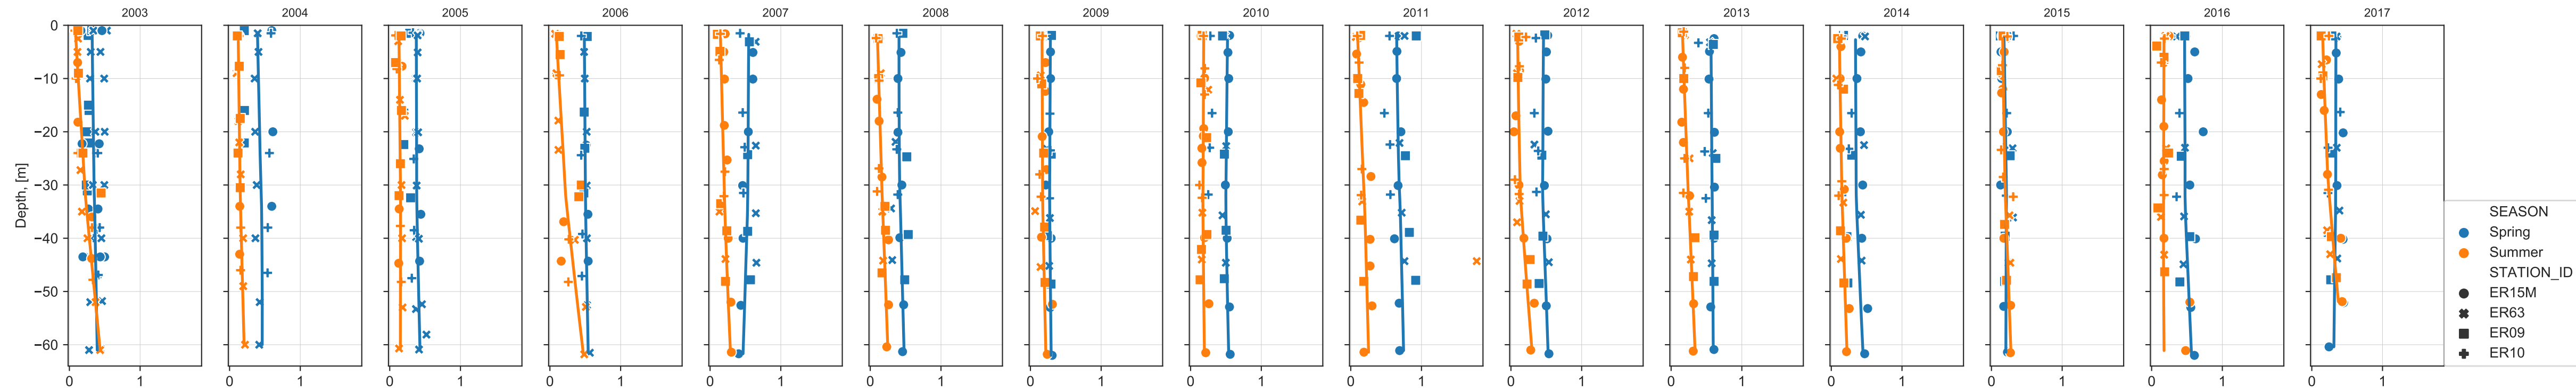 2003 2004 2005 2006 2007 2008 2009 2010 2011 2012 2013 2014 2015 2016 2017
0
−10
−20
−30
−40
−50
−60
Depth, [m]
0 1 0 1 0 1 0 1 0 1 0 1 0 1 0 1 0 1 0 1 0 1 0 1 0 1 0 1 0 1
SEASON
Spring
Summer
STATION_ID
ER15M
ER63
ER09
ER10